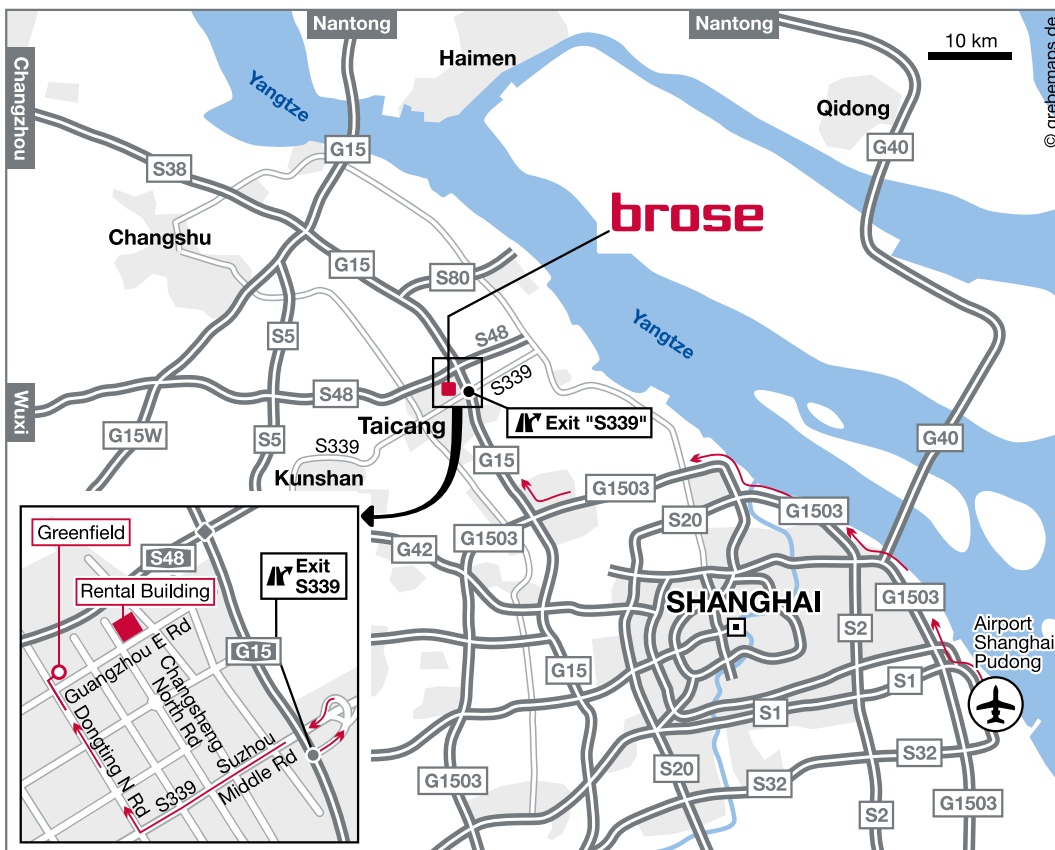 Nantong
Nantong
10 km
© grebemaps.de
Haimen
Changzhou
Yangtze
Qidong
G15
G40
S38
brose
Changshu
G15
S80
Yangtze
S5
S48
S339
S48
Wuxi
Taicang
Exit "S339"
G15W
S5
S339
G15
G40
Kunshan
G1503
S20
G1503
G42
G1503
SHANGHAI
G1503
S2
Airport
Shanghai
Pudong
G15
S1
S1
S32
G1503
S20
S32
G1503
S2
Greenfield
S48
Exit
S339
Rental Building
G15
Guangzhou E Rd
Changsheng
North Rd
G Dongting N Rd
S339
Suzhou
Middle Rd